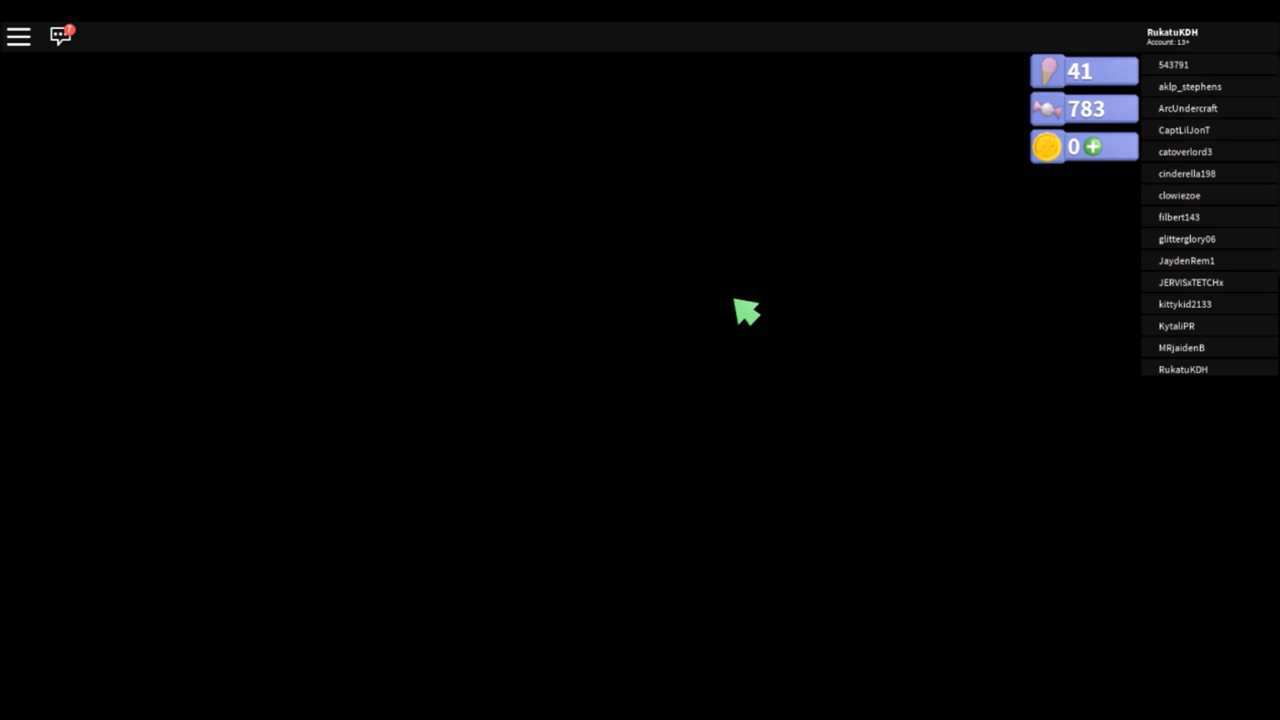 7
RukatuKDH
Account: 13+
41
783
0
543791
aklp_stephens
ArcUndercraft
CaptLilJonT
catoverlord3
cinderella198
clowiezoe
filbert143
glitterglory06
JaydenRem1
JERVISxTETCHx
kittykid2133
KytaliPR
MRjaidenB
RukatuKDH